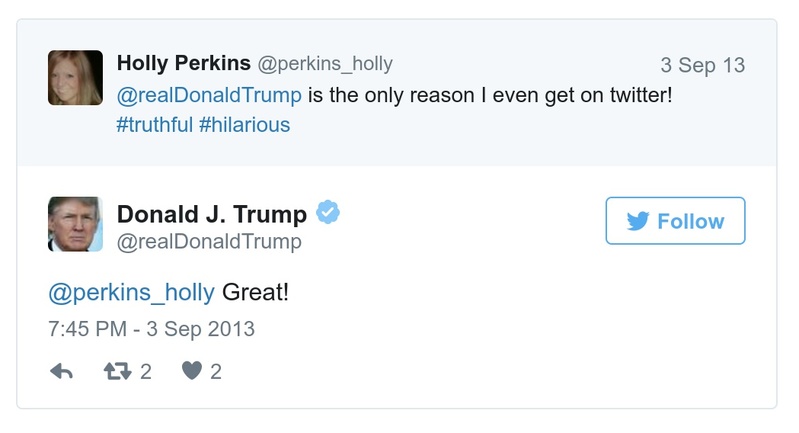 Holly Perkins @perkins_holly 3 Sep 13
@realDonaldTrump is the only reason I even get on twitter!
#truthful #hilarious
Donald J. Trump
@realDonaldTrump
Follow
@perkins_holly Great!
7:45 PM - 3 Sep 2013
2 2